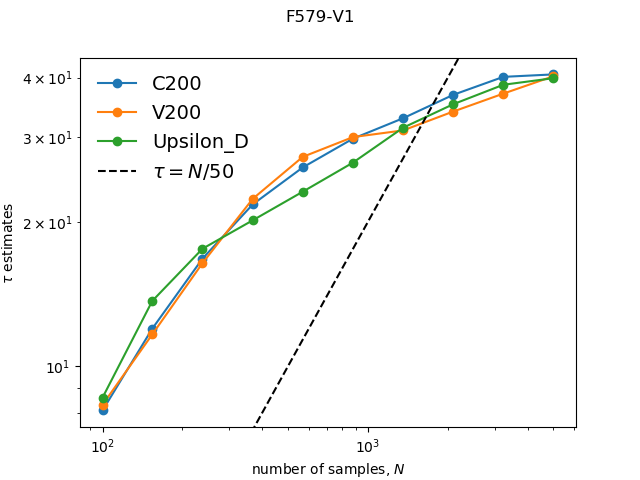 F579-V1
C200
V200
Upsilon_D
τ = N/50
4 × 10¹
3 × 10¹
2 × 10¹
10¹
τ estimates
10²
10³
number of samples, N